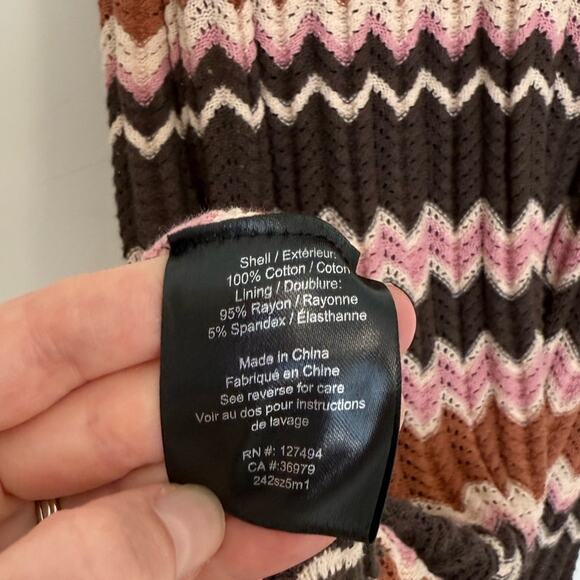 Shell / Extérieur:
100% Cotton / Coton
Lining / Doublure:
95% Rayon / Rayonne
5% Spandex / Élasthanne
Made in China
Fabriqué en Chine
See reverse for care
Voir au dos pour instructions
de lavage
RN #: 127494
CA #:36979
242sz5m1